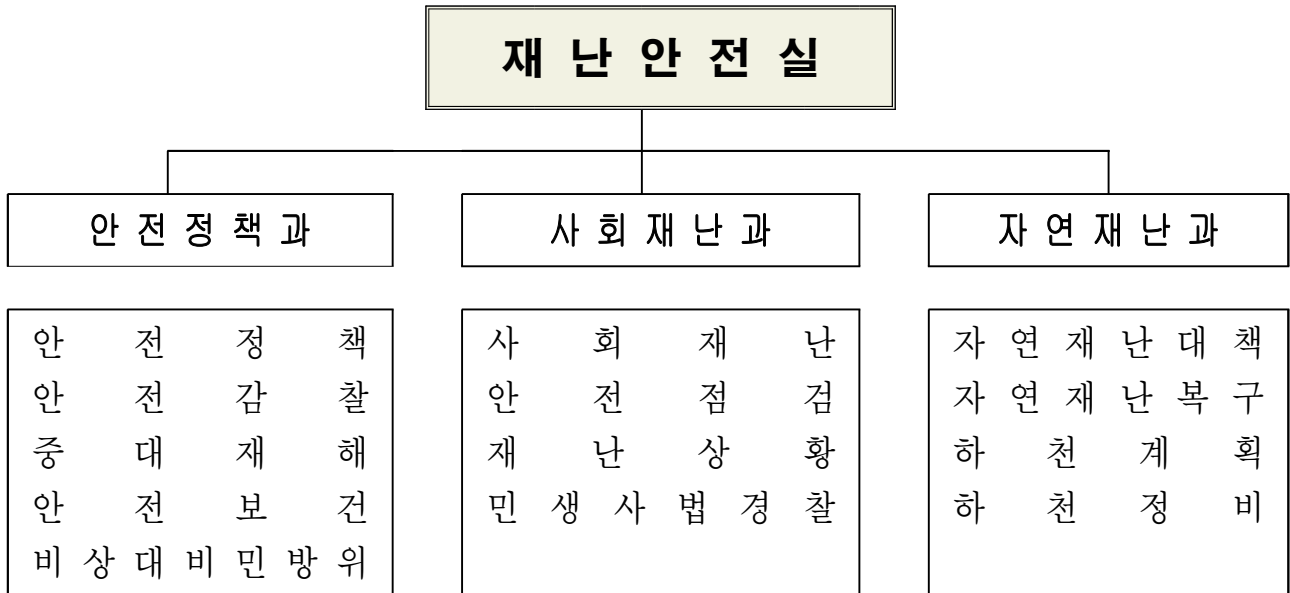 재난안전실
안전정책과
사회재난과
자연재난과
안전정책
안전감찰
중대재해
안전보건
비상대비민방위
사회재난
안전점검
재난상황
민생사법경찰
자연재난대책
자연재난복구
하천계획
하천정비